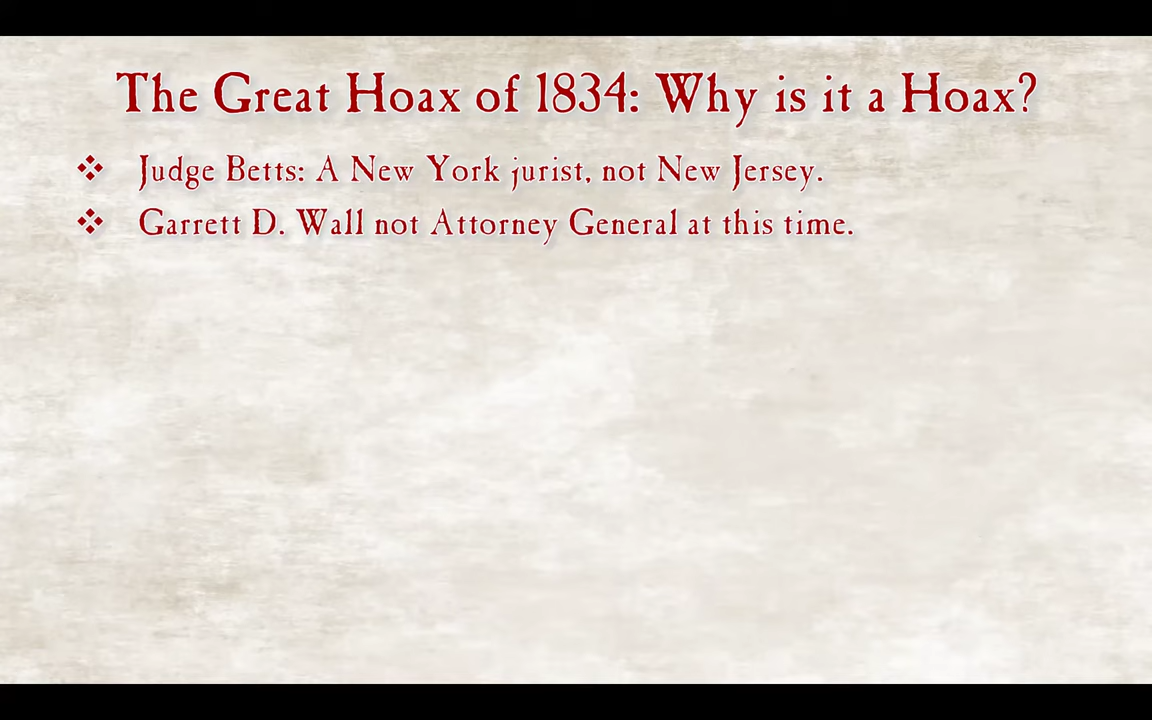 The Great Hoax of 1834: Why is it a Hoax?
❖ Judge Betts: A New York jurist, not New Jersey.
❖ Garrett D. Wall not Attorney General at this time.